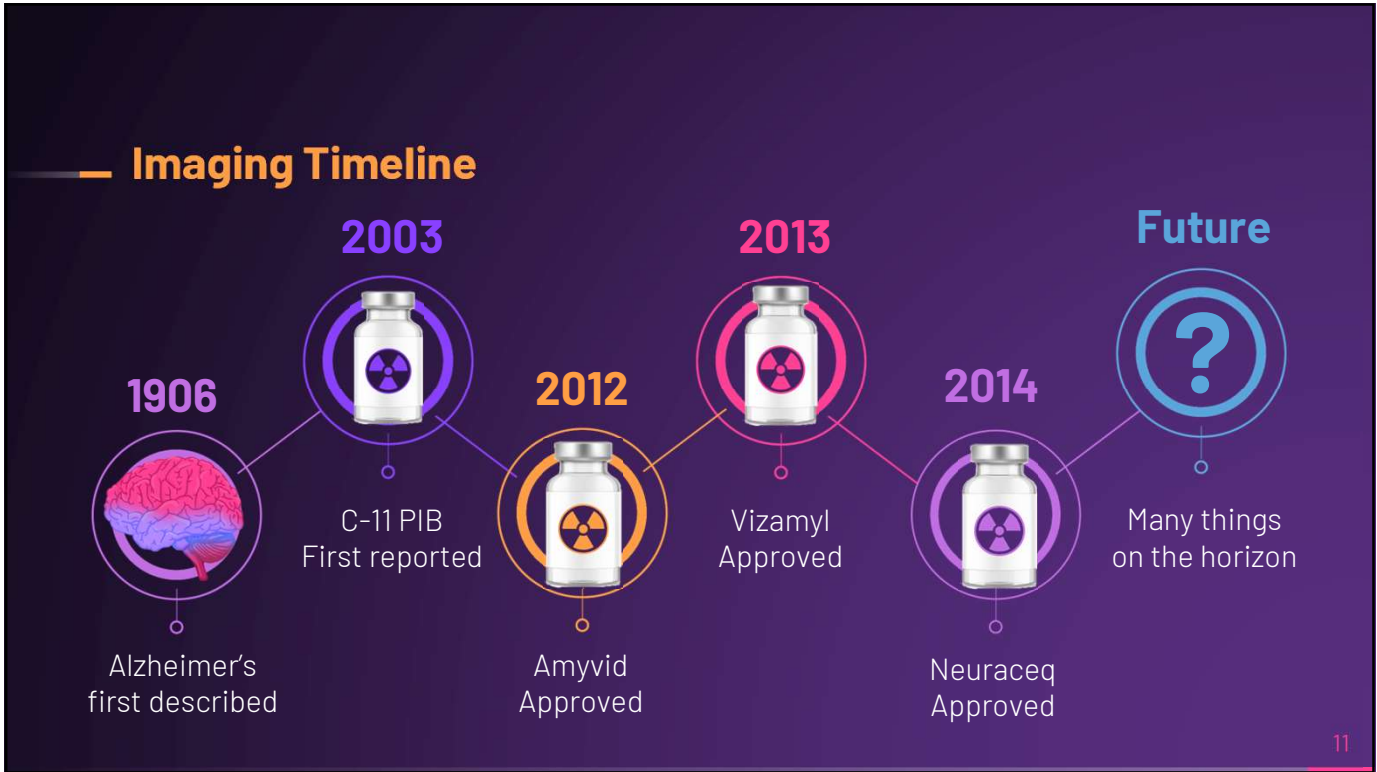 Imaging Timeline
1906
Alzheimer’s
first described
2003
C-11 PIB
First reported
2012
Amyvid
Approved
2013
Vizamyl
Approved
2014
Neuraceq
Approved
Future
?
Many things
on the horizon
11